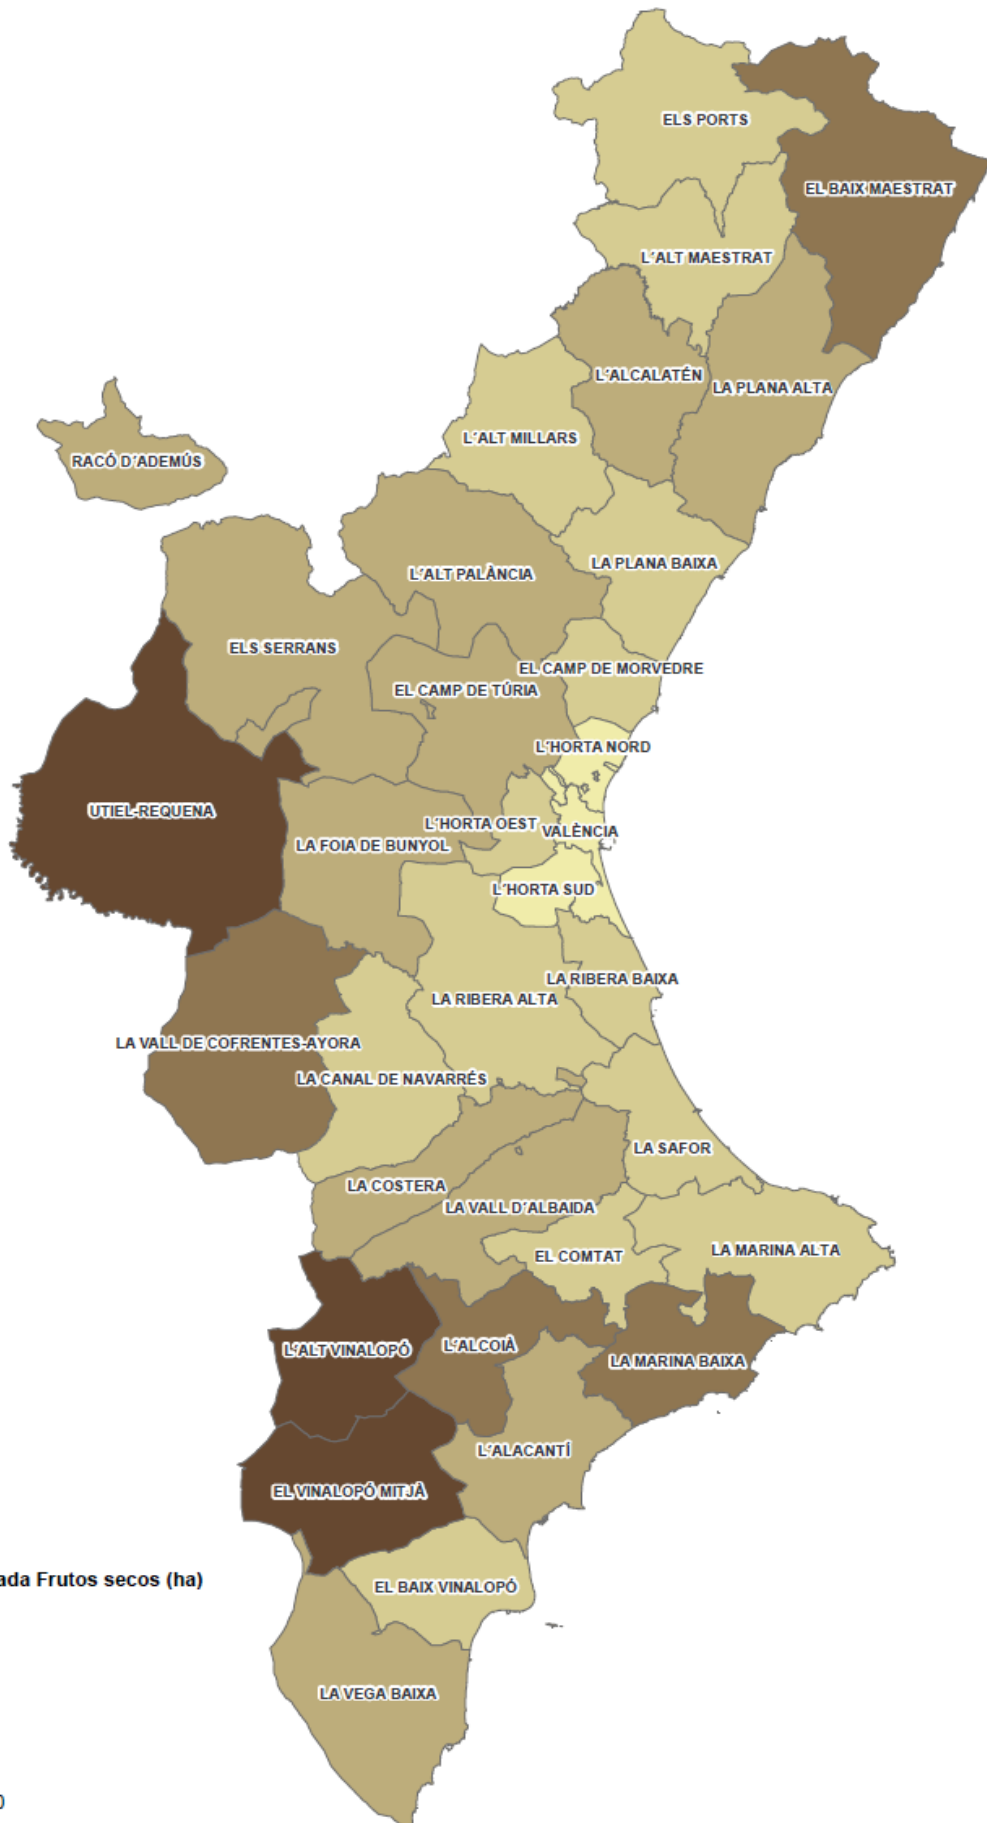 ELS PORTS
EL BAIX MAESTRAT
L´ALT MAESTRAT
L´ALCALATÉN
LA PLANA ALTA
L´ALT MILLARS
RACÓ D´ADEMÚS
LA PLANA BAIXA
L´ALT PALÀNCIA
ELS SERRANS
EL CAMP DE MORVEDRE
EL CAMP DE TÚRIA
L´HORTA NORD
UTIEL-REQUENA
L´HORTA OEST
VALÈNCIA
LA FOIA DE BUNYOL
L´HORTA SUD
LA RIBERA BAIXA
LA RIBERA ALTA
LA VALL DE COFRENTES-AYORA
LA CANAL DE NAVARRÉS
LA SAFOR
LA COSTERA
LA VALL D´ALBAIDA
EL COMTAT
LA MARINA ALTA
L´ALT VINALOPÓ
L´ALCOIÀ
LA MARINA BAIXA
L´ALACANTÍ
EL VINALOPÓ MITJÀ
ada Frutos secos (ha)
EL BAIX VINALOPÓ
LA VEGA BAIXA